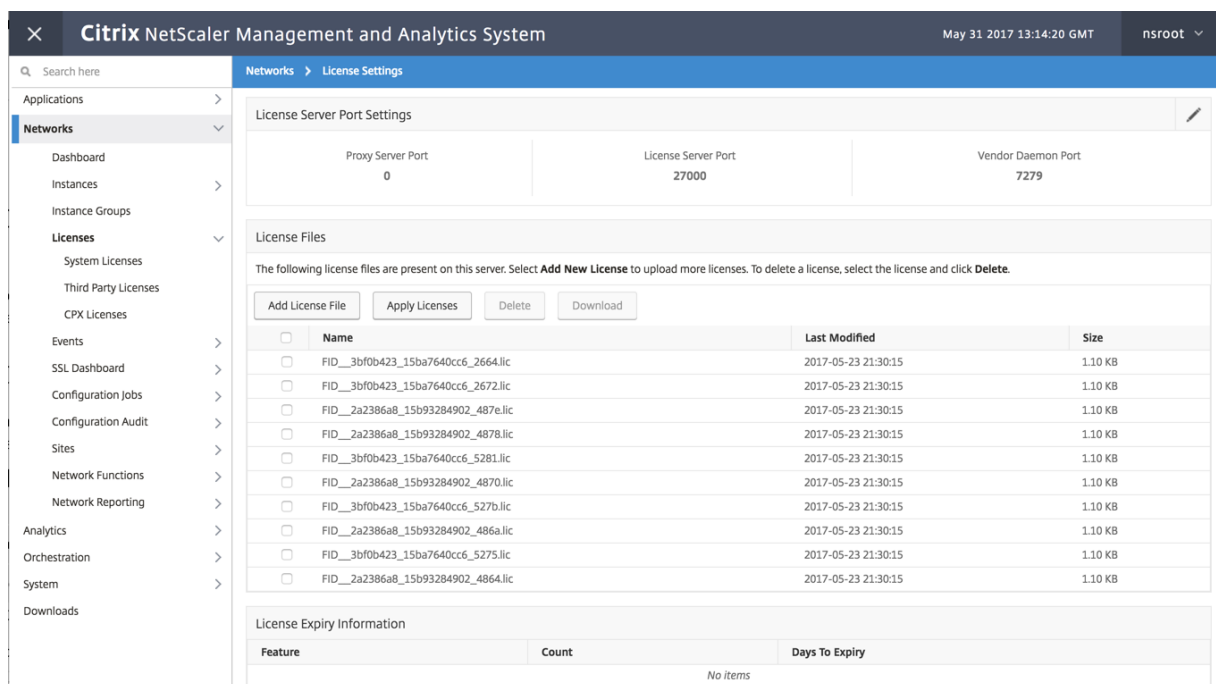 Citrix NetScaler Management and Analytics System
May 31 2017 13:14:20 GMT
nsroot
Search here
Applications
Networks
Dashboard
Instances
Instance Groups
Licenses
System Licenses
Third Party Licenses
CPX Licenses
Events
SSL Dashboard
Configuration Jobs
Configuration Audit
Sites
Network Functions
Network Reporting
Analytics
Orchestration
System
Downloads
Networks > License Settings
License Server Port Settings
Proxy Server Port License Server Port Vendor Daemon Port
0 27000 7279
License Files
The following license files are present on this server. Select Add New License to upload more licenses. To delete a license, select the license and click Delete.
Add License File Apply Licenses Delete Download
Name Last Modified Size
FID__3bf0b423_15ba7640cc6_2664.lic 2017-05-23 21:30:15 1.10 KB
FID__3bf0b423_15ba7640cc6_2672.lic 2017-05-23 21:30:15 1.10 KB
FID__2a2386a8_15b93284902_487e.lic 2017-05-23 21:30:15 1.10 KB
FID__2a2386a8_15b93284902_4878.lic 2017-05-23 21:30:15 1.10 KB
FID__3bf0b423_15ba7640cc6_5281.lic 2017-05-23 21:30:15 1.10 KB
FID__2a2386a8_15b93284902_4870.lic 2017-05-23 21:30:15 1.10 KB
FID__3bf0b423_15ba7640cc6_527b.lic 2017-05-23 21:30:15 1.10 KB
FID__2a2386a8_15b93284902_486a.lic 2017-05-23 21:30:15 1.10 KB
FID__3bf0b423_15ba7640cc6_5275.lic 2017-05-23 21:30:15 1.10 KB
FID__2a2386a8_15b93284902_4864.lic 2017-05-23 21:30:15 1.10 KB
License Expiry Information
Feature Count Days To Expiry
No items